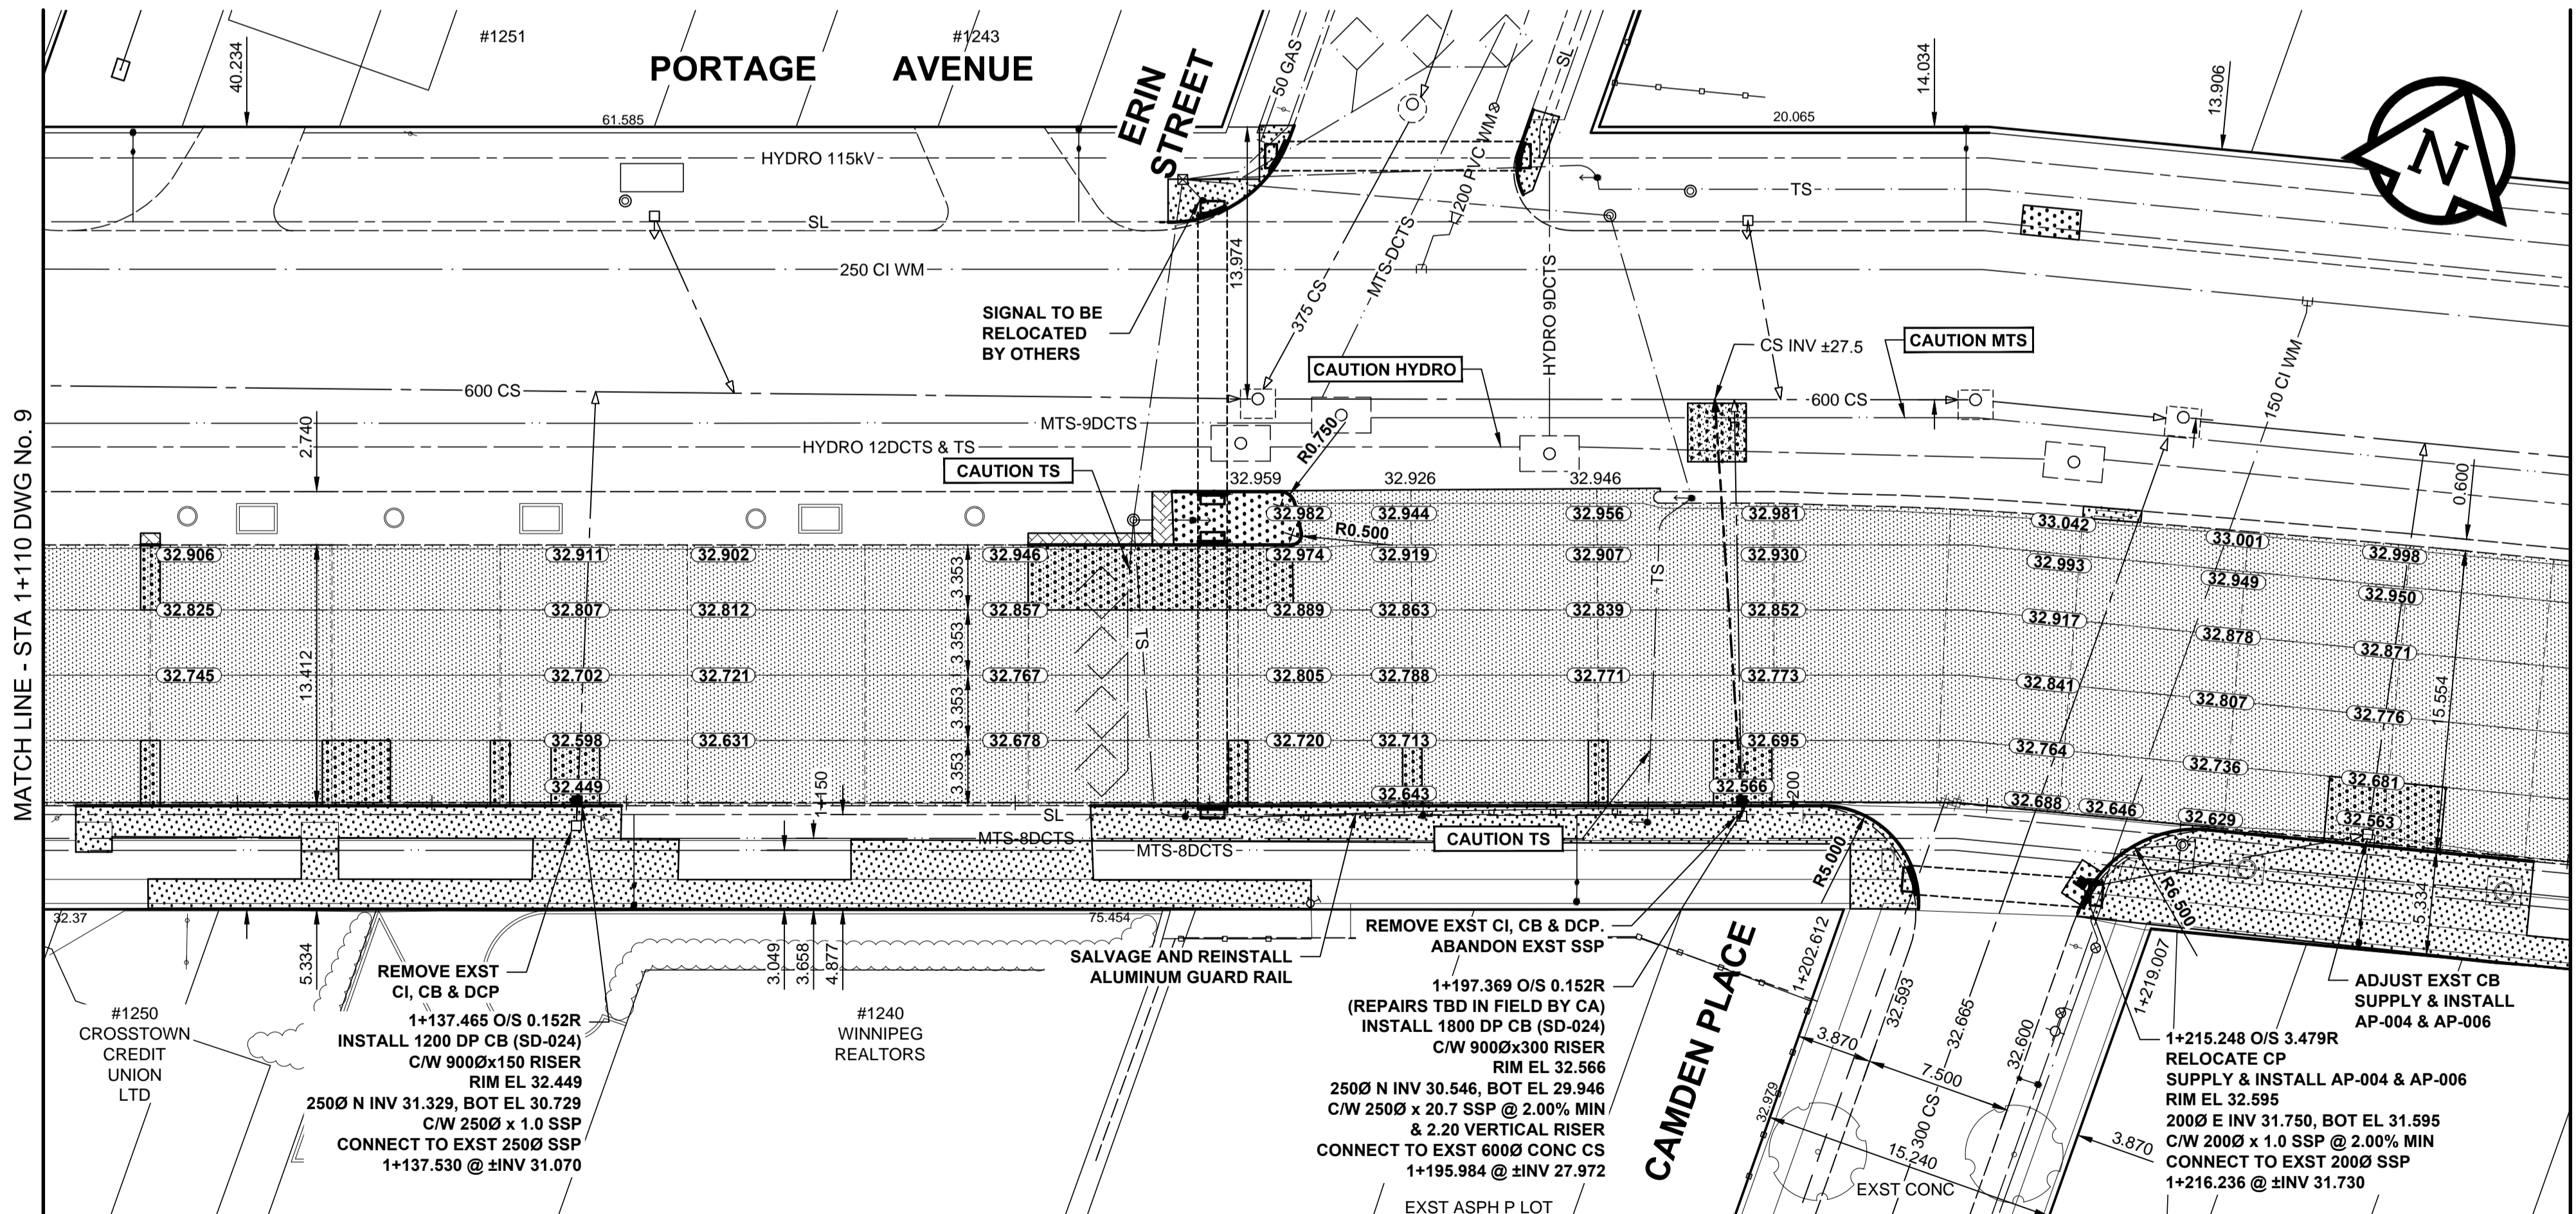 #1251
#1243
PORTAGE AVENUE
ERIN
STREET
50 GAS
SL
40.234
61.585
14.034
13.906
20.065
N
HYDRO 115kV
200 PVC WM
TS
SL
250 CI WM
13.974
MTS-DCTS
375 CS
HYDRO 9DCTS
150 CI WM
SIGNAL TO BE
RELOCATED
BY OTHERS
CS INV ±27.5
CAUTION MTS
CAUTION HYDRO
600 CS
600 CS
MTS-9DCTS
HYDRO 12DCTS & TS
CAUTION TS
2.740
R0.750
R0.500
0.600
MATCH LINE - STA 1+110 DWG No. 9
32.959
32.926
32.946
32.982
32.944
32.956
32.981
33.042
33.001
32.998
32.906
32.911
32.902
32.946
32.974
32.919
32.907
32.930
32.993
32.949
32.950
32.825
32.807
32.812
32.857
32.889
32.863
32.839
32.852
32.917
32.878
32.871
32.745
32.702
32.721
32.767
32.805
32.788
32.771
32.773
32.841
32.807
32.776
32.598
32.631
32.678
32.720
32.713
32.695
32.764
32.736
32.681
32.449
32.643
32.566
32.688
32.646
32.629
32.563
13.412
3.353
3.353
3.353
3.353
TS
TS
15.554
1+150
1+200
SL
MTS-8DCTS
MTS-8DCTS
CAUTION TS
R5.000
R6.500
5.334
32.37
75.454
5.334
3.049
3.658
4.877
REMOVE EXST
CI, CB & DCP
1+137.465 O/S 0.152R
INSTALL 1200 DP CB (SD-024)
C/W 900Øx150 RISER
RIM EL 32.449
250Ø N INV 31.329, BOT EL 30.729
C/W 250Ø x 1.0 SSP
CONNECT TO EXST 250Ø SSP
1+137.530 @ ±INV 31.070
#1250
CROSSTOWN
CREDIT
UNION
LTD
#1240
WINNIPEG
REALTORS
SALVAGE AND REINSTALL
ALUMINUM GUARD RAIL
REMOVE EXST CI, CB & DCP.
ABANDON EXST SSP
1+197.369 O/S 0.152R
(REPAIRS TBD IN FIELD BY CA)
INSTALL 1800 DP CB (SD-024)
C/W 900Øx300 RISER
RIM EL 32.566
250Ø N INV 30.546, BOT EL 29.946
C/W 250Ø x 20.7 SSP @ 2.00% MIN
& 2.20 VERTICAL RISER
CONNECT TO EXST 600Ø CONC CS
1+195.984 @ ±INV 27.972
EXST ASPH P LOT
CAMDEN PLACE
1+202.612
32.593
32.665
32.600
1+219.007
3.870
7.500
32.979
300 CS
15.240
3.870
EXST CONC
ADJUST EXST CB
SUPPLY & INSTALL
AP-004 & AP-006
1+215.248 O/S 3.479R
RELOCATE CP
SUPPLY & INSTALL AP-004 & AP-006
RIM EL 32.595
200Ø E INV 31.750, BOT EL 31.595
C/W 200Ø x 1.0 SSP @ 2.00% MIN
CONNECT TO EXST 200Ø SSP
1+216.236 @ ±INV 31.730